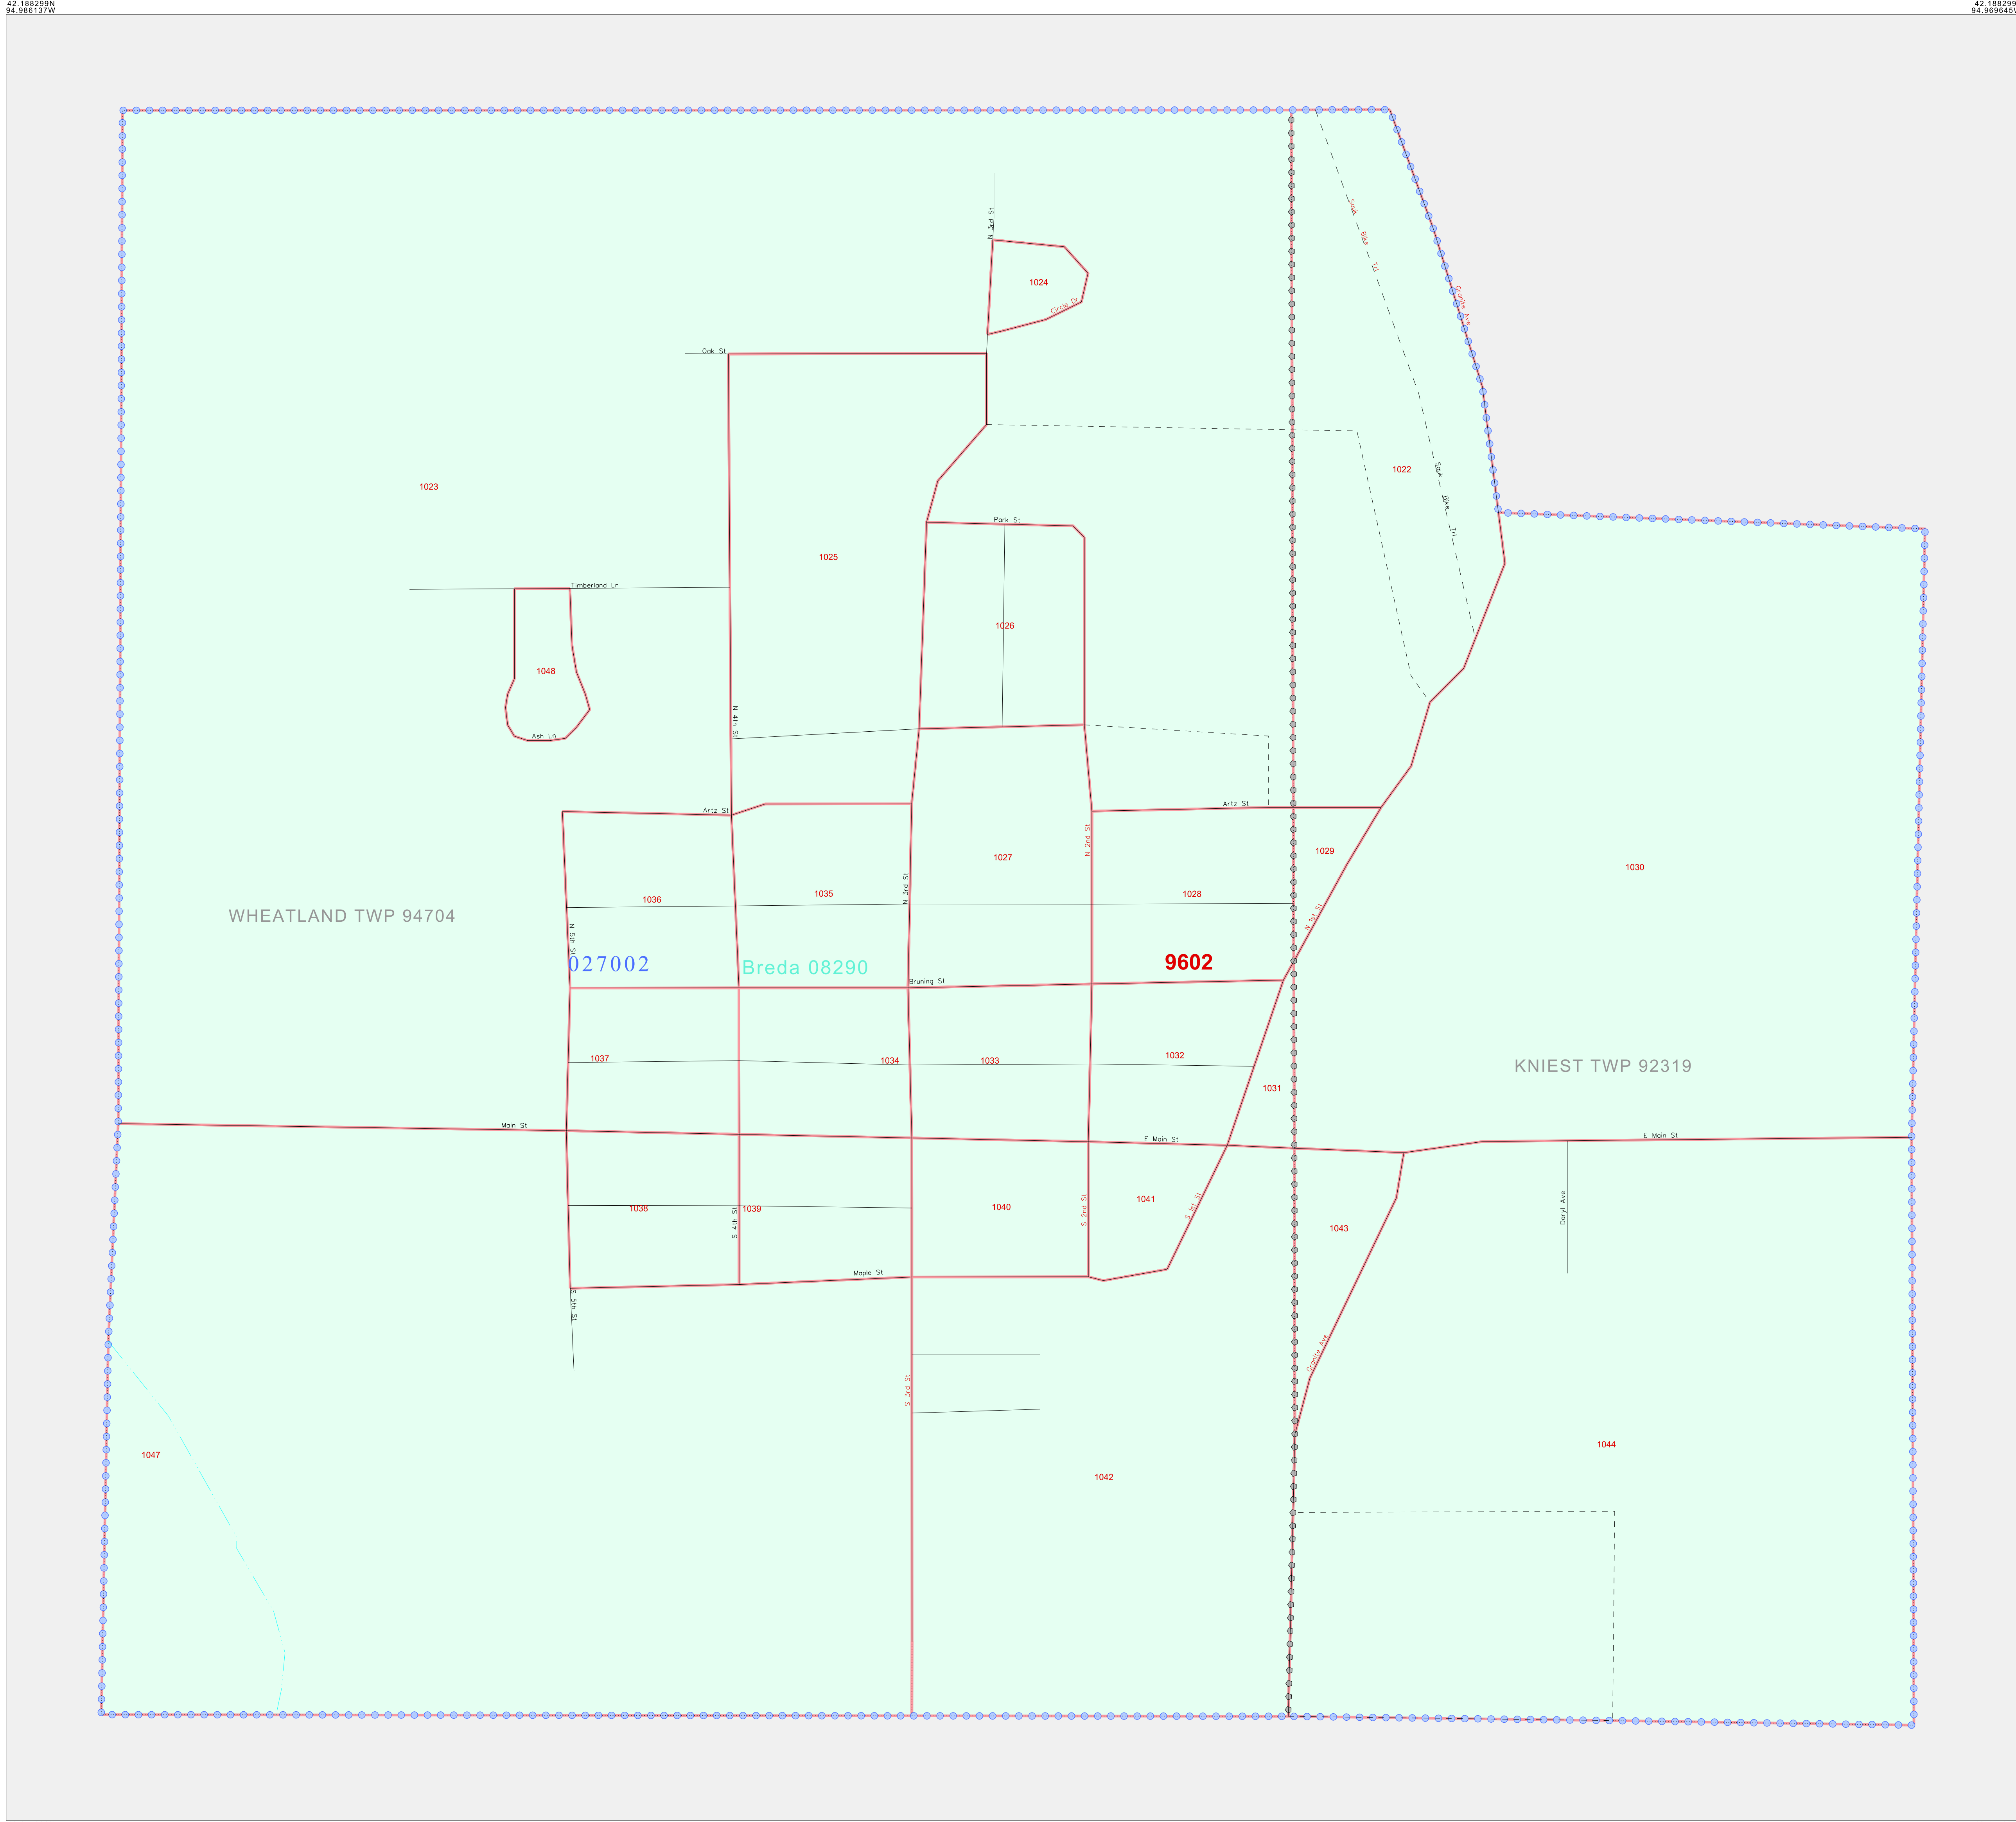 42.188299N
94.986137W
42.188299
94.969645W
Sauk Bike Trl
N 3rd St
1024
Circle Dr
Granite Ave
Oak St
1023
1022
Sauk Bike Trl
Park St
1025
Timberland Ln
1026
1048
N 4th St
Ash Ln
Artz St
Artz St
N 2nd St
1029
1027
1030
N 3rd St
1036
1035
1028
N 1st St
WHEATLAND TWP 94704
N 5th St
027002
Breda 08290
9602
Bruning St
1037
1034
1033
1032
KNIEST TWP 92319
1031
Main St
E Main St
E Main St
1041
S 1st St
Daryl Ave
1038
S 4th St
1039
1040
S 2nd St
1043
Maple St
S 5th St
Granite Ave
S 3rd St
1044
1047
1042